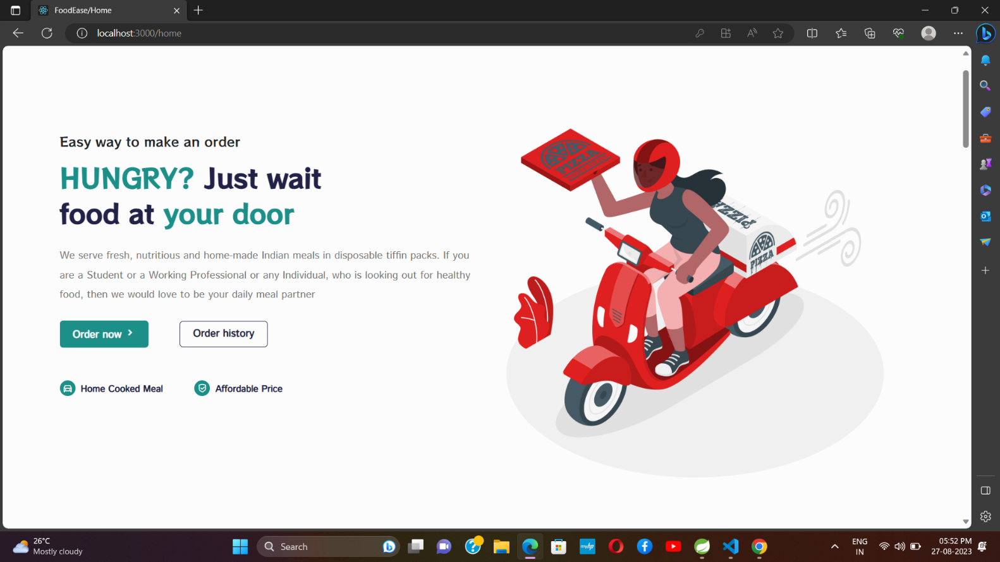 FoodEase/Home
localhost:3000/home
Easy way to make an order
HUNGRY? Just wait
food at your door
We serve fresh, nutritious and home-made Indian meals in disposable tiffin packs. If you
are a Student or a Working Professional or any Individual, who is looking out for healthy
food, then we would love to be your daily meal partner
Order now
Order history
Home Cooked Meal
Affordable Price
PIZZA
PIZZA
PIZZA
26°C
Mostly cloudy
Search
myhp
ENG
IN
05:52 PM
27-08-2023